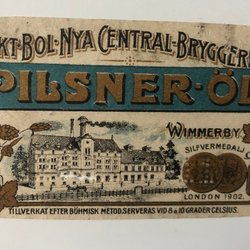 AKT-BOL-NYA CENTRAL-BRYGGERI
PILSNER-ÖL
WIMMERBY
SILFVERMEDALJ
LONDON 1902.
TILLVERKAT EFTER BÖHMISK METOD. SERVERAS VID 8 à 10 GRADER CELSIUS.